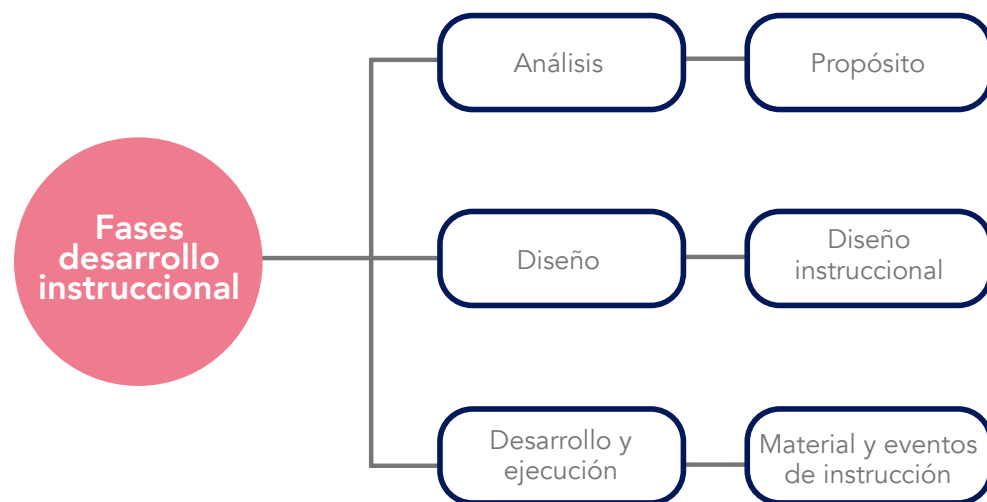 Fases
desarrollo
instruccional
Análisis
Propósito
Diseño
Diseño
instruccional
Desarrollo y
ejecución
Material y eventos
de instrucción